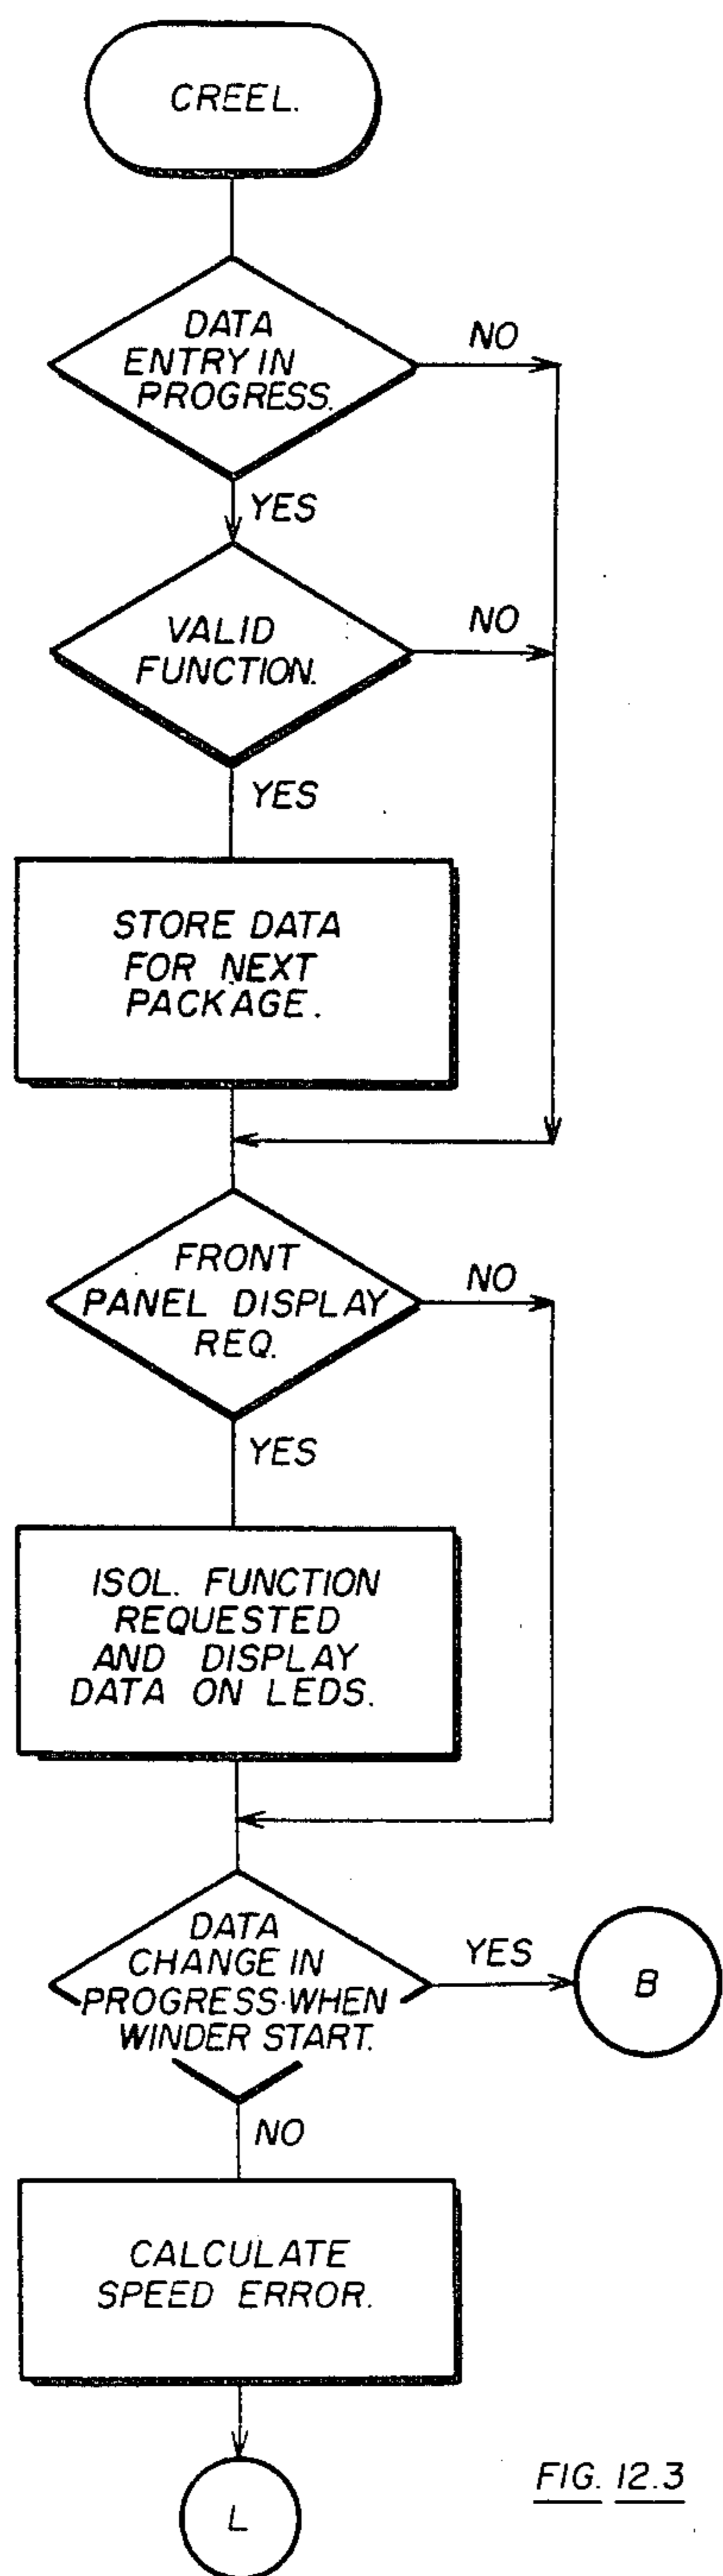 CREEL.
DATA
ENTRY IN
PROGRESS.
NO
YES
VALID
FUNCTION.
NO
YES
STORE DATA
FOR NEXT
PACKAGE.
FRONT
PANEL DISPLAY
REQ.
NO
YES
ISOL. FUNCTION
REQUESTED
AND DISPLAY
DATA ON LEDS.
DATA
CHANGE IN
PROGRESS WHEN
WINDER START.
YES
B
NO
CALCULATE
SPEED ERROR.
L
FIG. 12.3